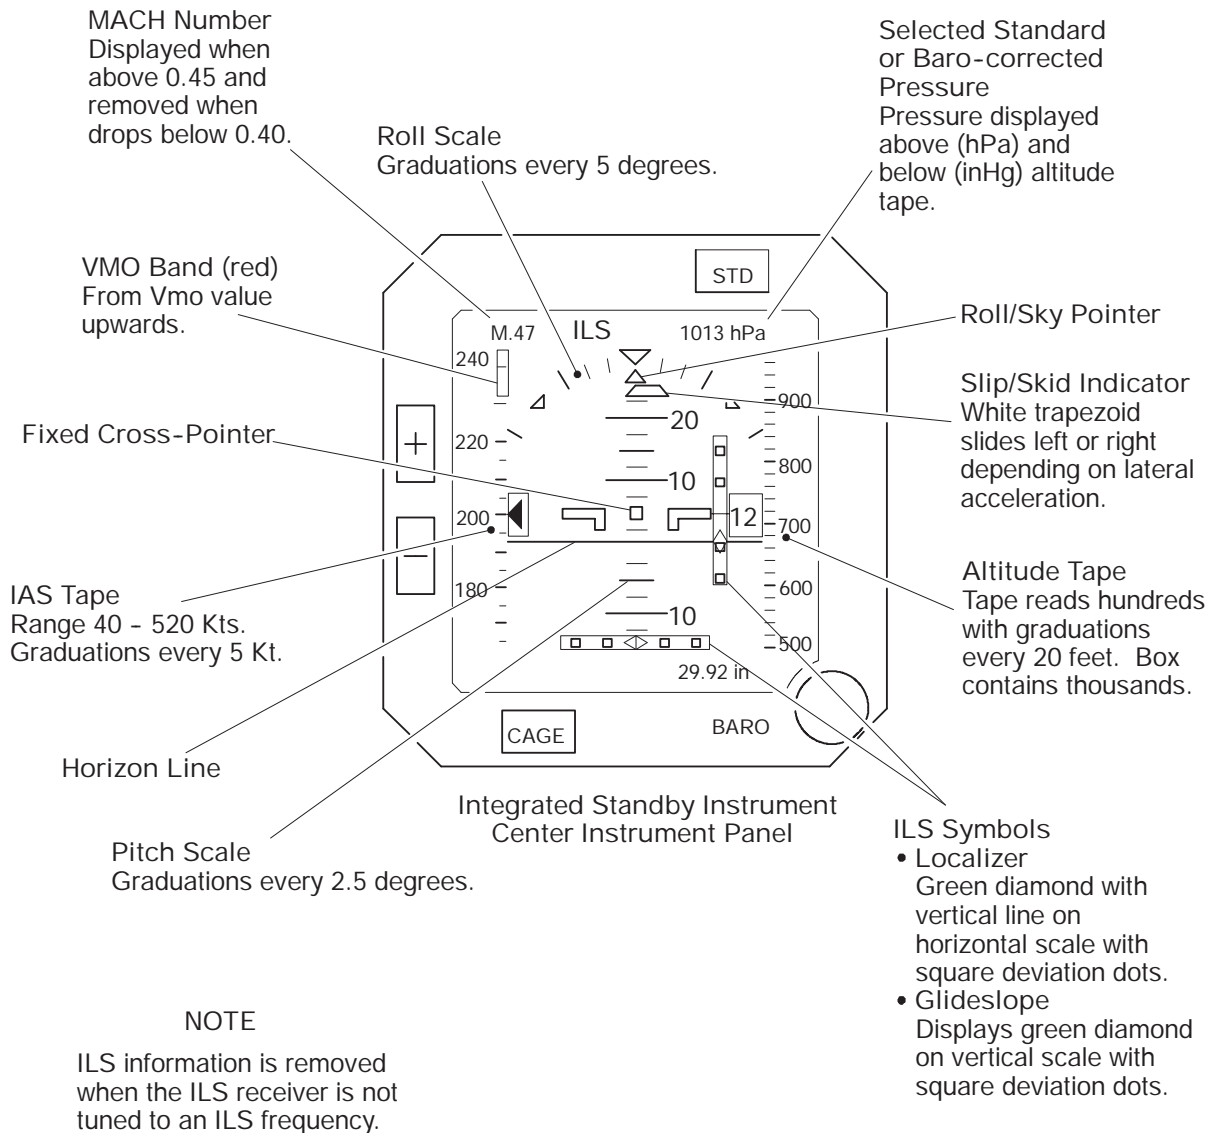 MACH Number
Displayed when
above 0.45 and
removed when
drops below 0.40.
Roll Scale
Graduations every 5 degrees.
Selected Standard
or Baro-corrected
Pressure
Pressure displayed
above (hPa) and
below (inHg) altitude
tape.
VMO Band (red)
From Vmo value
upwards.
Fixed Cross-Pointer
IAS Tape
Range 40 - 520 Kts.
Graduations every 5 Kt.
Horizon Line
Pitch Scale
Graduations every 2.5 degrees.
STD
M.47
ILS
1013 hPa
240
220
200
180
20
10
10
12
900
800
700
600
500
29.92 in
+
−
CAGE
BARO
Roll/Sky Pointer
Slip/Skid Indicator
White trapezoid
slides left or right
depending on lateral
acceleration.
Altitude Tape
Tape reads hundreds
with graduations
every 20 feet. Box
contains thousands.
Integrated Standby Instrument
Center Instrument Panel
ILS Symbols
• Localizer
Green diamond with
vertical line on
horizontal scale with
square deviation dots.
• Glideslope
Displays green diamond
on vertical scale with
square deviation dots.
NOTE
ILS information is removed
when the ILS receiver is not
tuned to an ILS frequency.